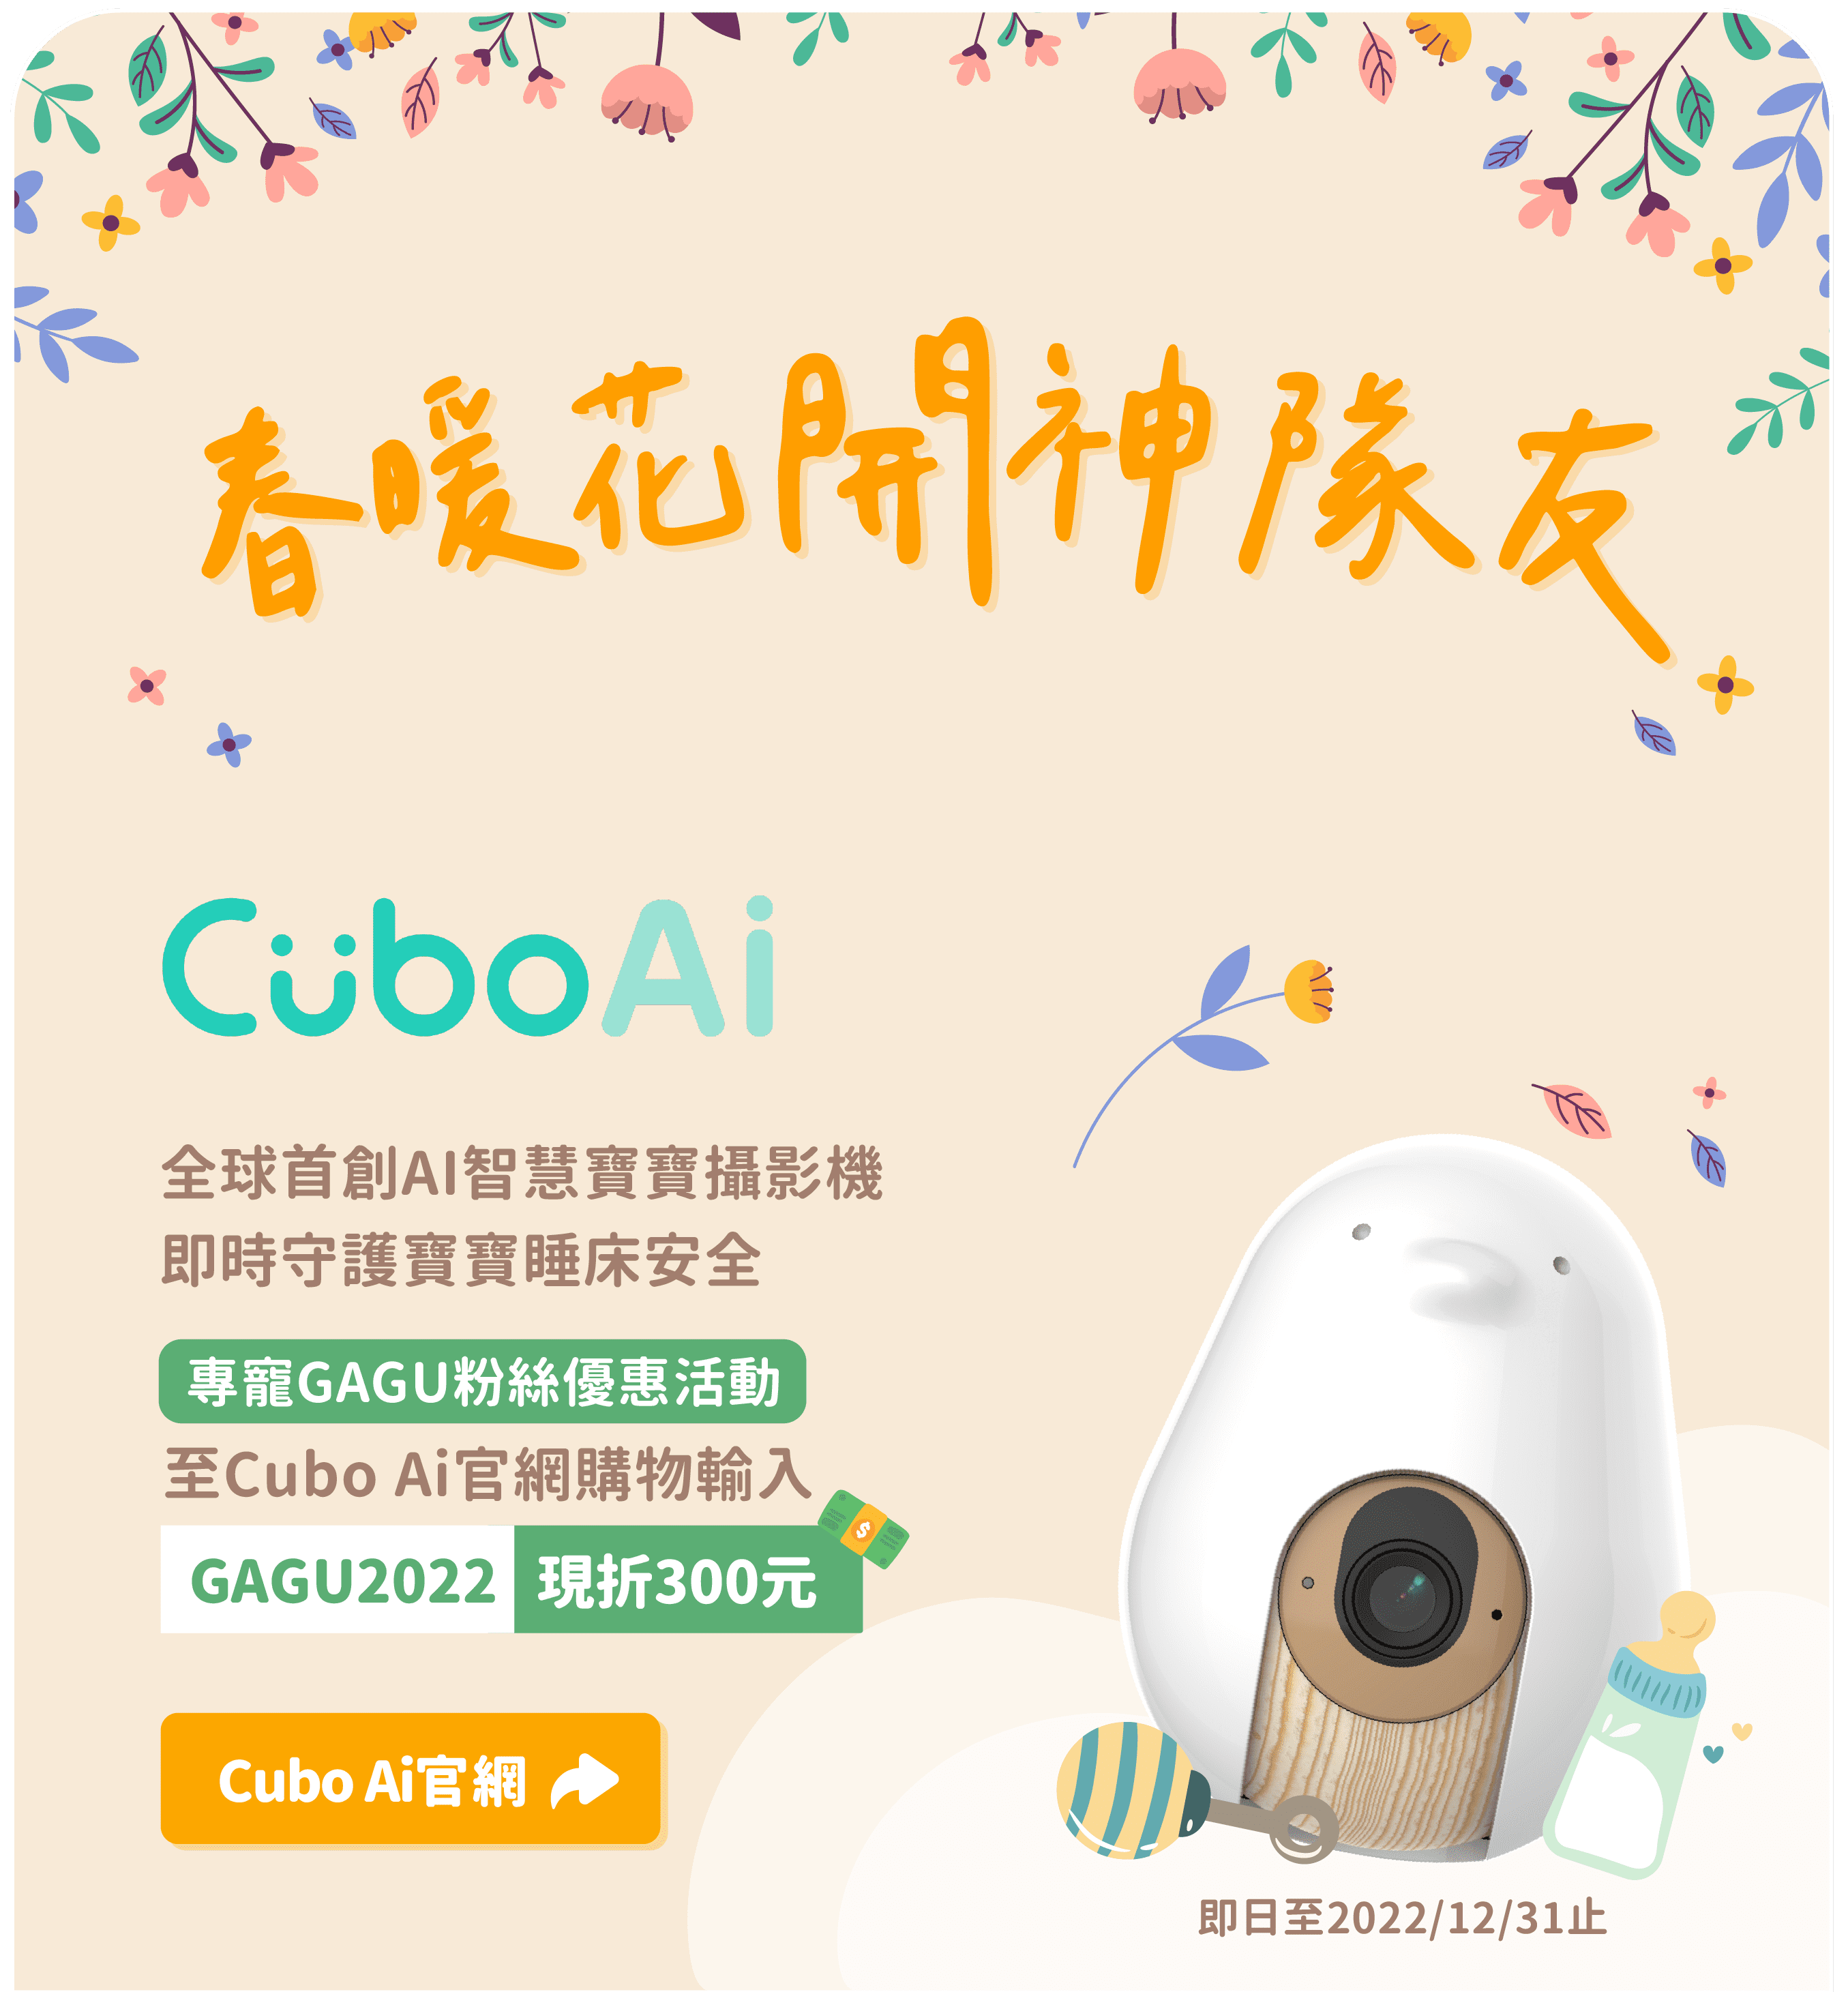 春暖花開神隊友
CuboAi
全球首創AI智慧寶寶攝影機
即時守護寶寶睡床安全
專寵GAGU粉絲優惠活動
至Cubo Ai官網購物輸入
GAGU2022 現折300元
$
Cubo Ai官網
即日至2022/12/31止